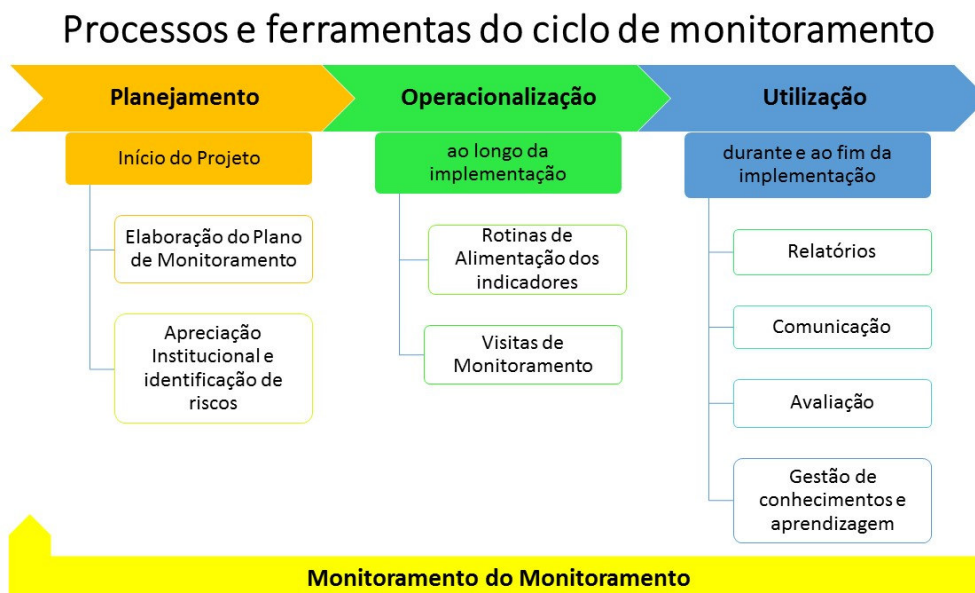 Processos e ferramentas do ciclo de monitoramento
Planejamento
Operacionalização
Utilização
Início do Projeto
ao longo da
implementação
durante e ao fim da
implementação
Elaboração do Plano
de Monitoramento
Apreciação
Institucional e
identificação de
riscos
Rotinas de
Alimentação dos
indicadores
Visitas de
Monitoramento
Relatórios
Comunicação
Avaliação
Gestão de
conhecimentos e
aprendizagem
Monitoramento do Monitoramento